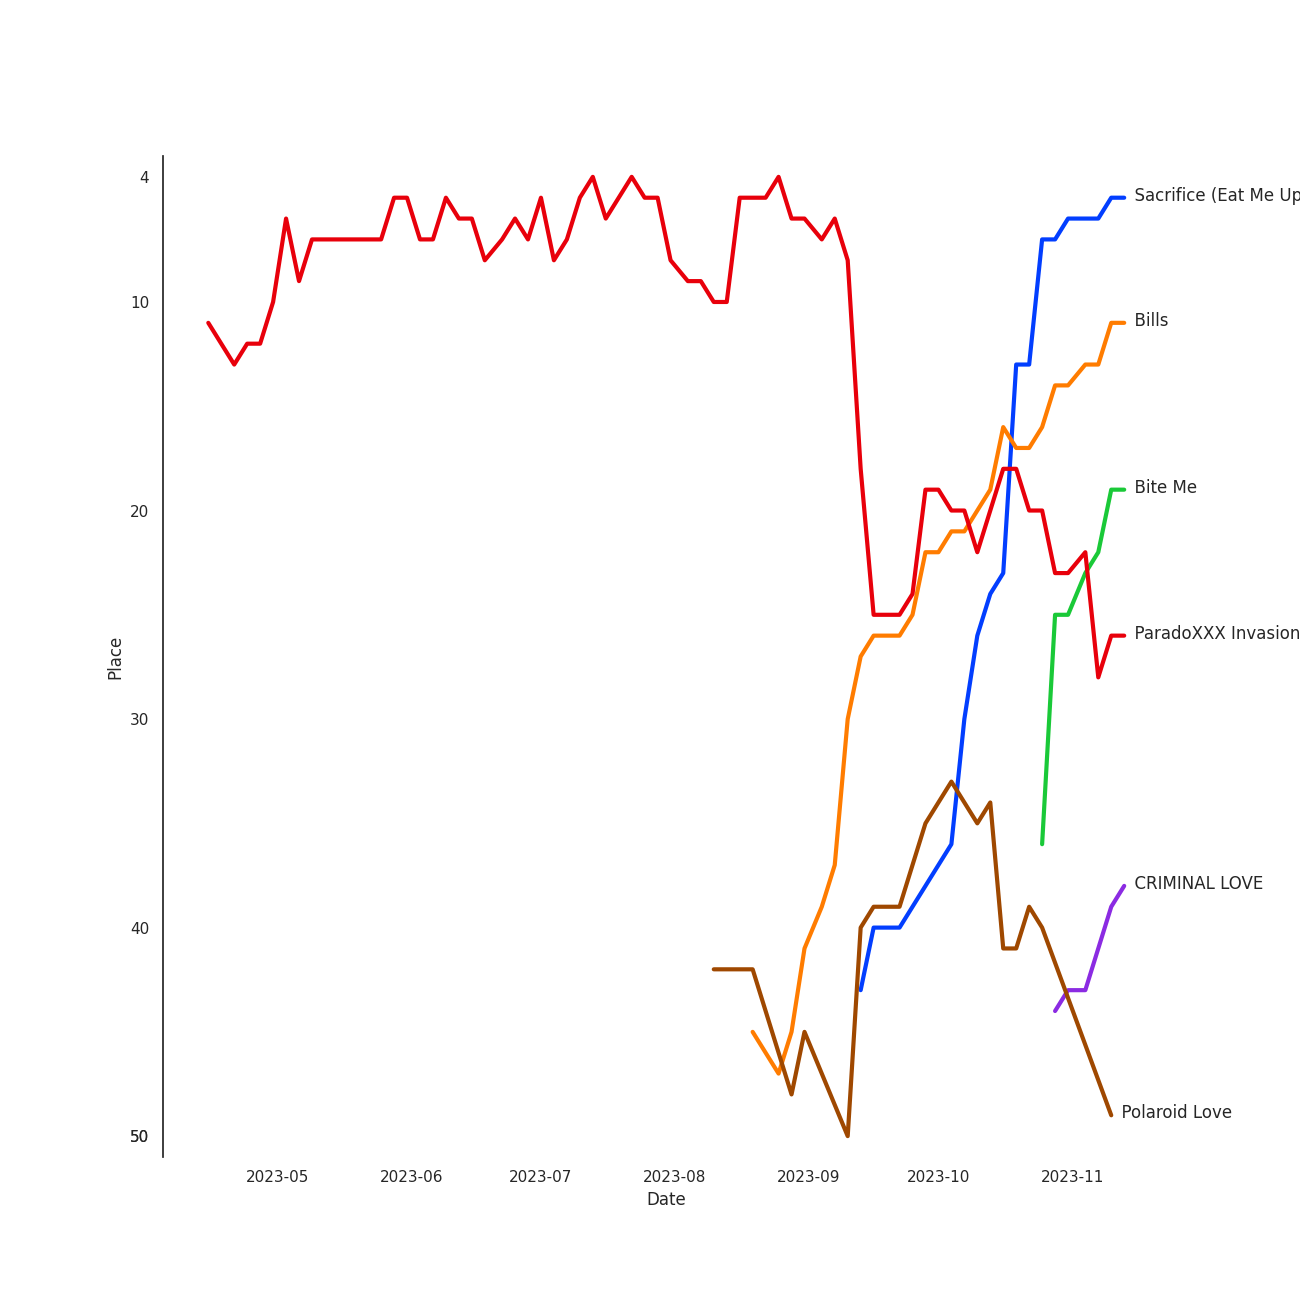 4
10
20
30
40
50
Place
2023-05
2023-06
2023-07
2023-08
2023-09
2023-10
2023-11
Date
Sacrifice (Eat Me Up
Bills
Bite Me
ParadoXXX Invasion
CRIMINAL LOVE
Polaroid Love